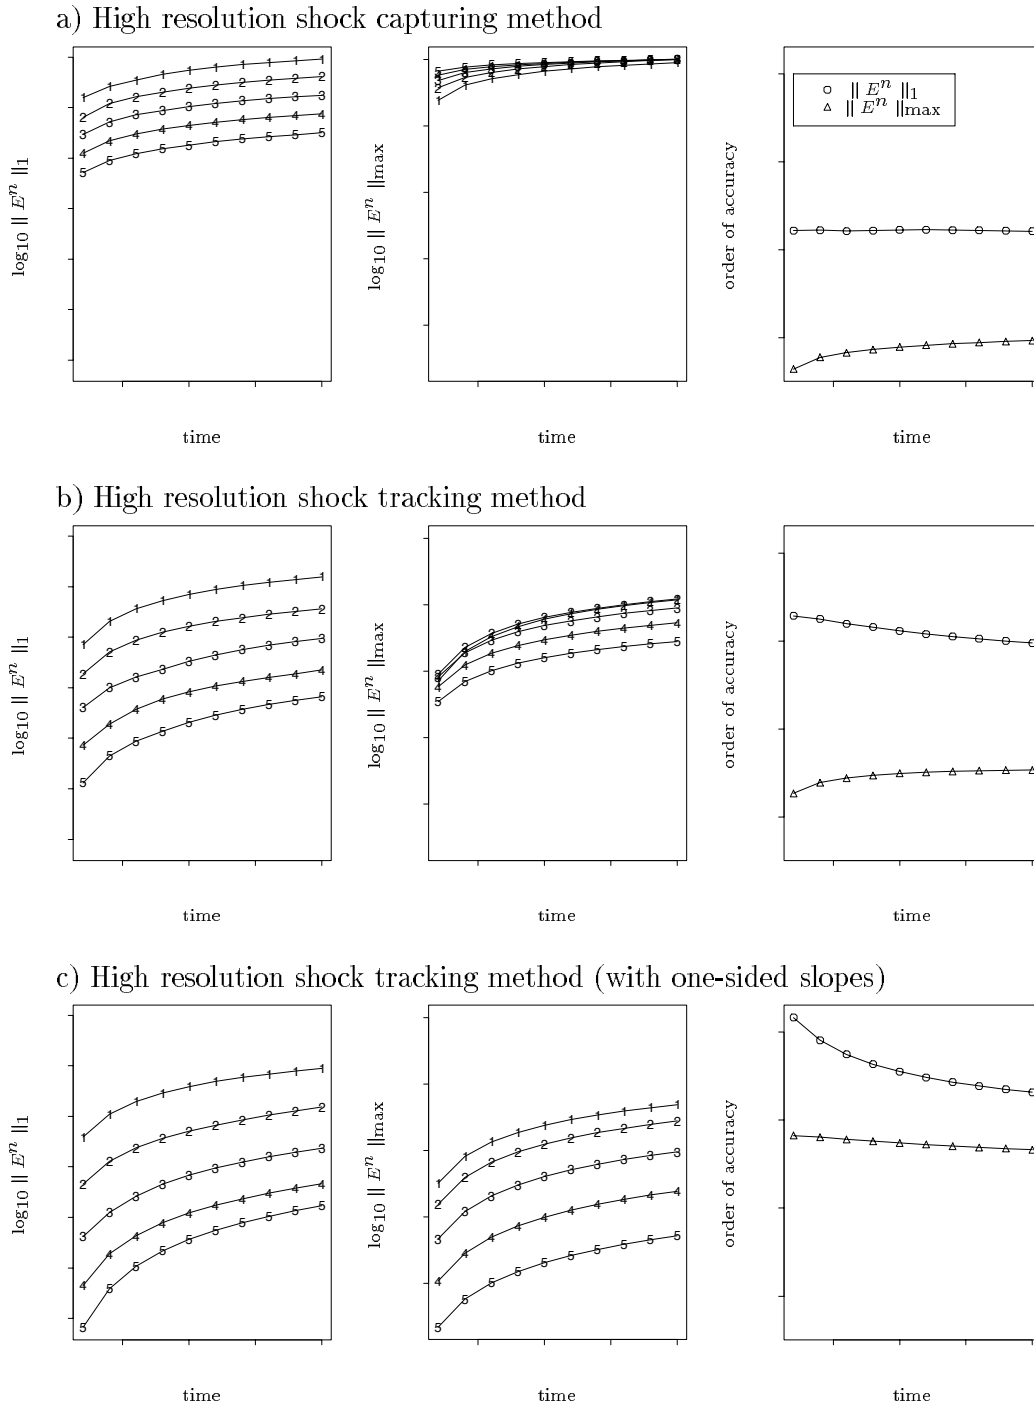 a) High resolution shock capturing method
log10 || E^n ||1
log10 || E^n ||max
order of accuracy
|| E^n ||1
|| E^n ||max
time
time
time
b) High resolution shock tracking method
log10 || E^n ||1
log10 || E^n ||max
order of accuracy
time
time
time
c) High resolution shock tracking method (with one-sided slopes)
log10 || E^n ||1
log10 || E^n ||max
order of accuracy
time
time
time